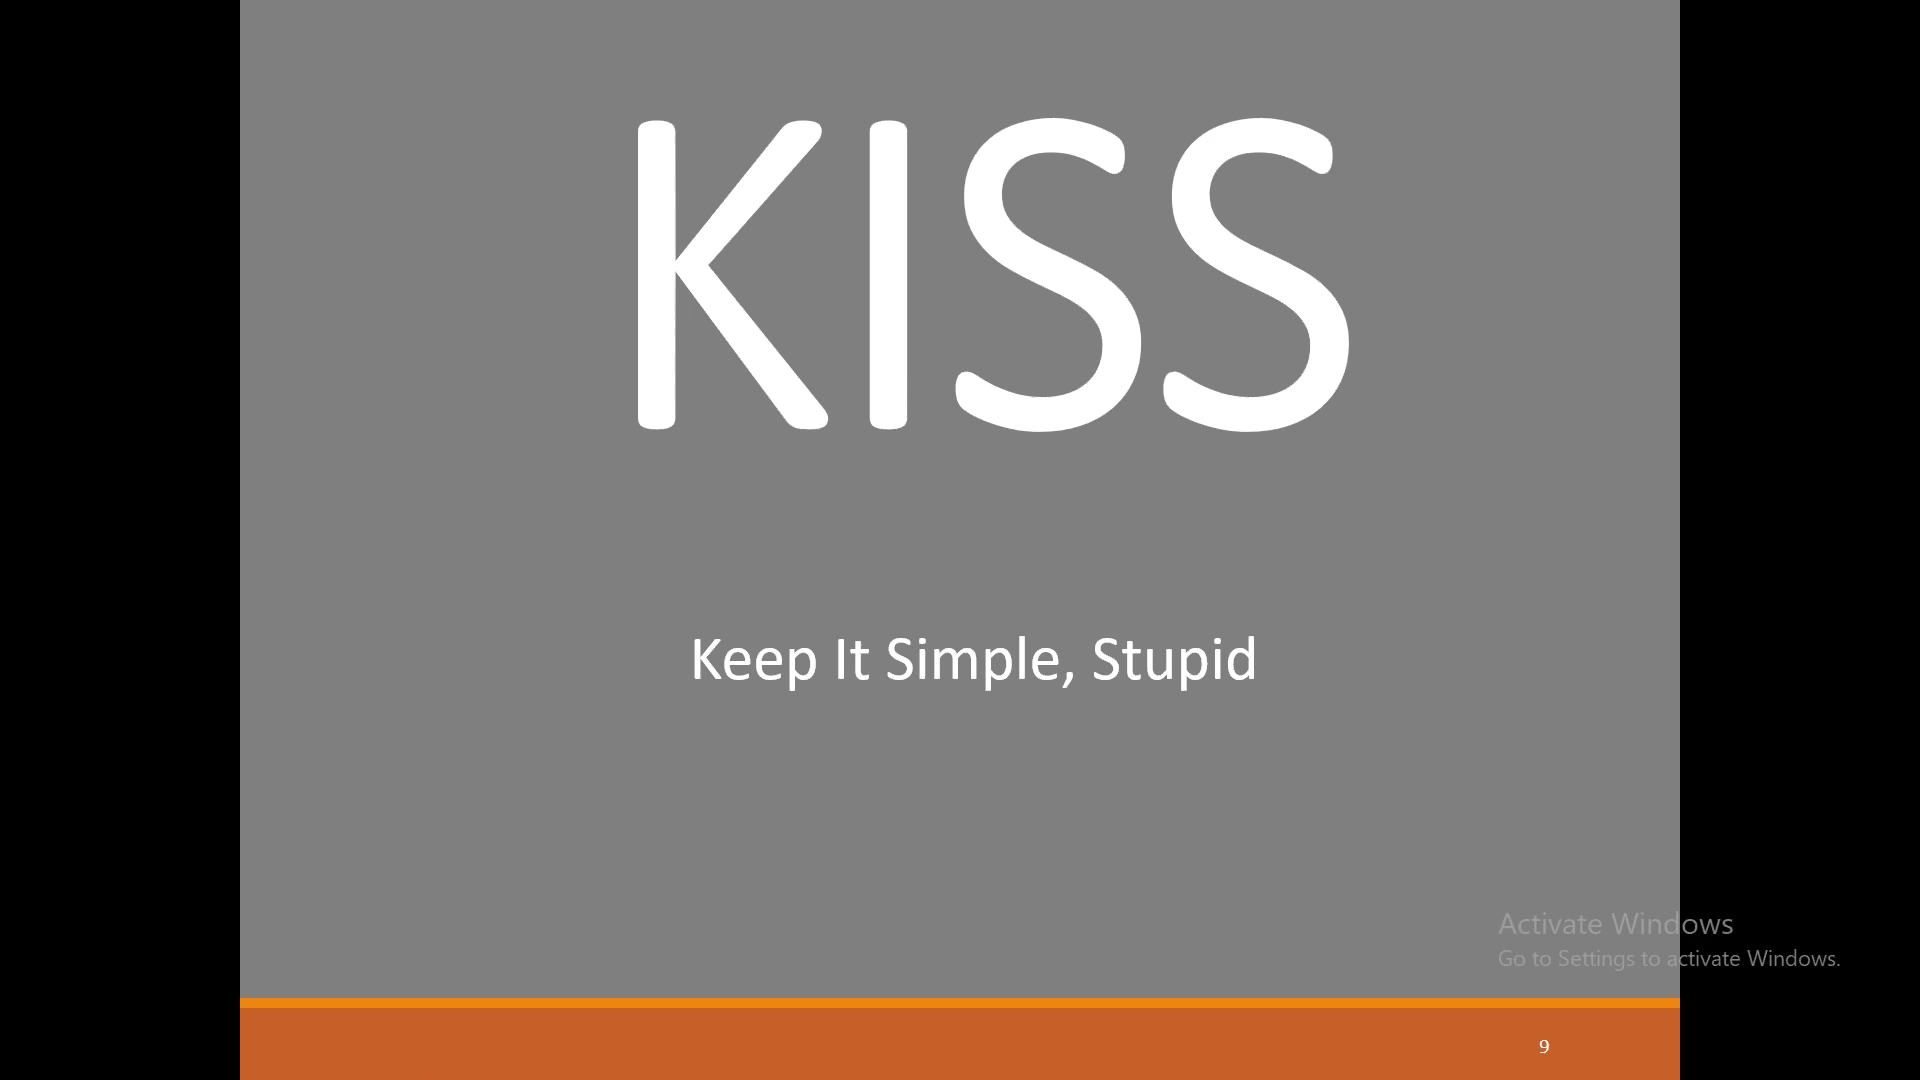 KISS
Keep It Simple, Stupid
Activate Windows
Go to Settings to activate Windows.
9